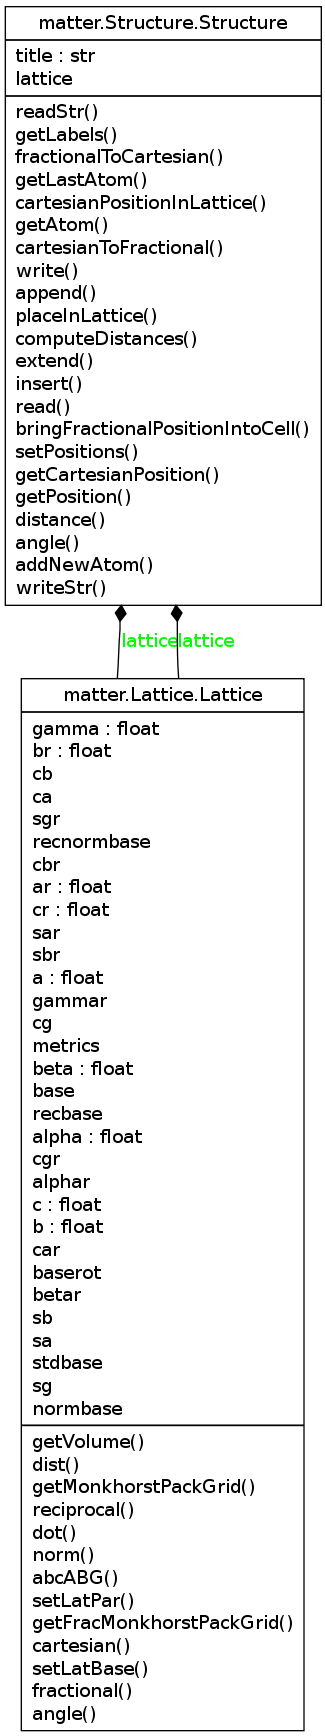 matter.Structure.Structure
title : str
lattice
readStr()
getLabels()
fractionalToCartesian()
getLastAtom()
cartesianPositionInLattice()
getAtom()
cartesianToFractional()
write()
append()
placeInLattice()
computeDistances()
extend()
insert()
read()
bringFractionalPositionIntoCell()
setPositions()
getCartesianPosition()
getPosition()
distance()
angle()
addNewAtom()
writeStr()
lattice lattice
matter.Lattice.Lattice
gamma : float
br : float
cb
ca
sgr
recnormbase
cbr
ar : float
cr : float
sar
sbr
a : float
gammar
cg
metrics
beta : float
base
recbase
alpha : float
cgr
alphar
c : float
b : float
car
baserot
betar
sb
sa
stdbase
sg
normbase
getVolume()
dist()
getMonkhorstPackGrid()
reciprocal()
dot()
norm()
abcABG()
setLatPar()
getFracMonkhorstPackGrid()
cartesian()
setLatBase()
fractional()
angle()